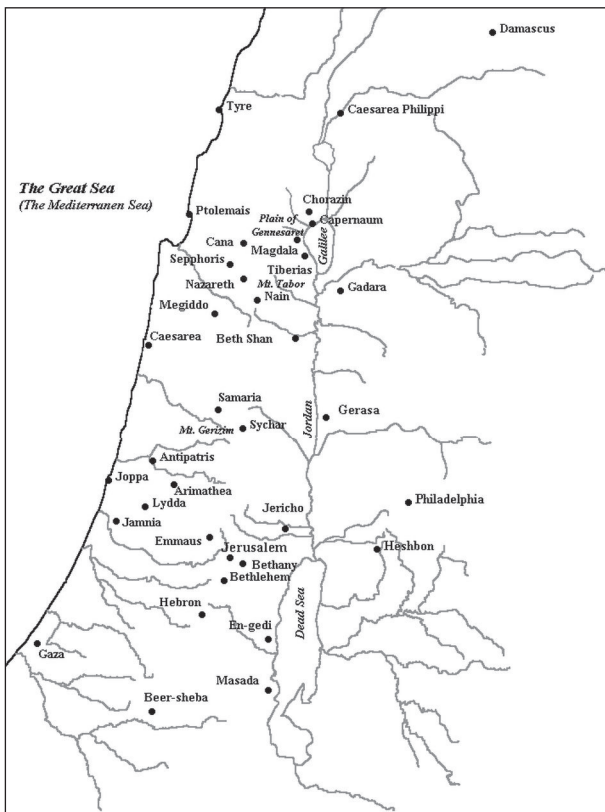 Damascus
Tyre
Caesarea Philippi
The Great Sea
(The Mediterranen Sea)
Ptolemais
Chorazin
Plain of
Gennesaret
Capernaum
Cana
Magdala
Galilee
Sepphoris
Tiberias
Nazareth
Mt. Tabor
Gadara
Nain
Megiddo
Caesarea
Beth Shan
Samaria
Jordan
Gerasa
Mt. Gerizim
Sychar
Antipatris
Joppa
Arimathea
Philadelphia
Lydda
Jericho
Jamnia
Emmaus
Jerusalem
Heshbon
Bethany
Bethlehem
Dead Sea
Hebron
En-gedi
Gaza
Masada
Beer-sheba